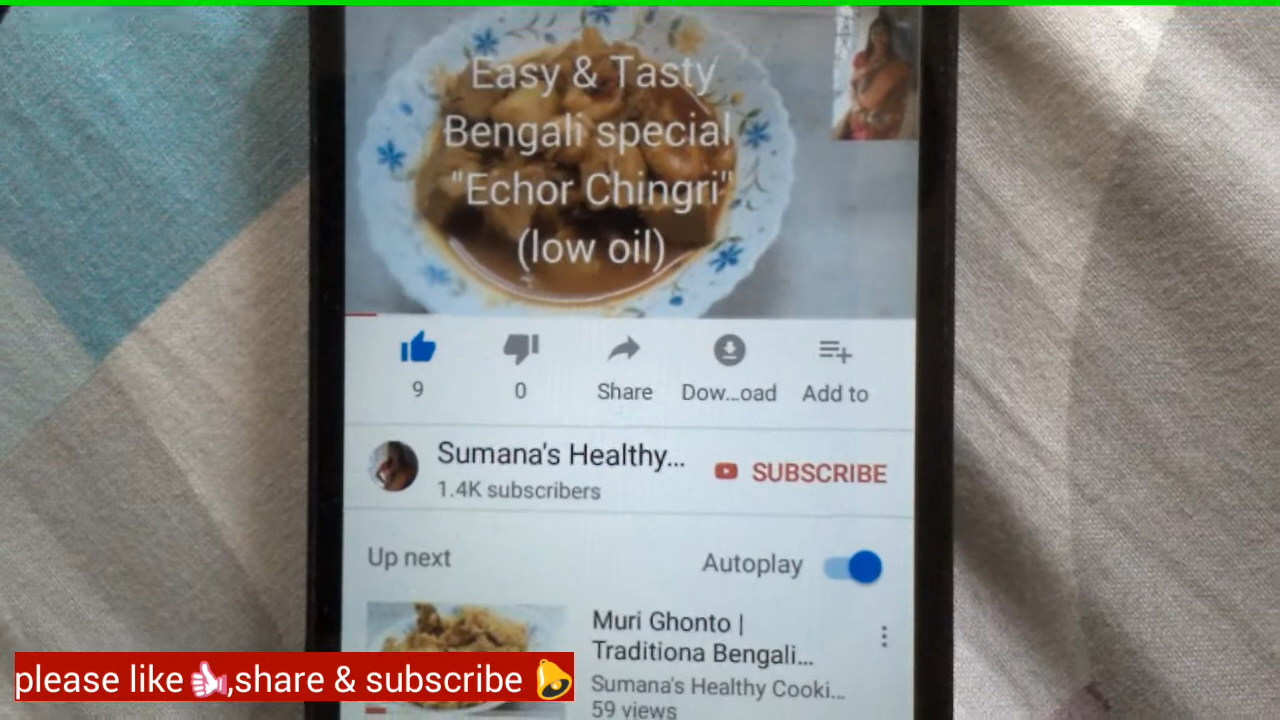 Easy & Tasty
Bengali special
"Echor Chingri"
(low oil)
9
0
Share
Dow...oad
Add to
Sumana's Healthy...
SUBSCRIBE
1.4K subscribers
Up next
Autoplay
Muri Ghonto |
Traditiona Bengali...
Sumana's Healthy Cooki...
59 views
please like 👍,share & subscribe 🔔